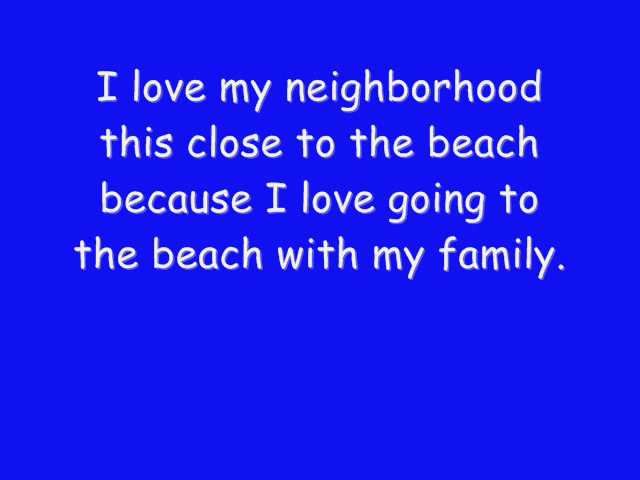 I love my neighborhood
this close to the beach
because I love going to
the beach with my family.